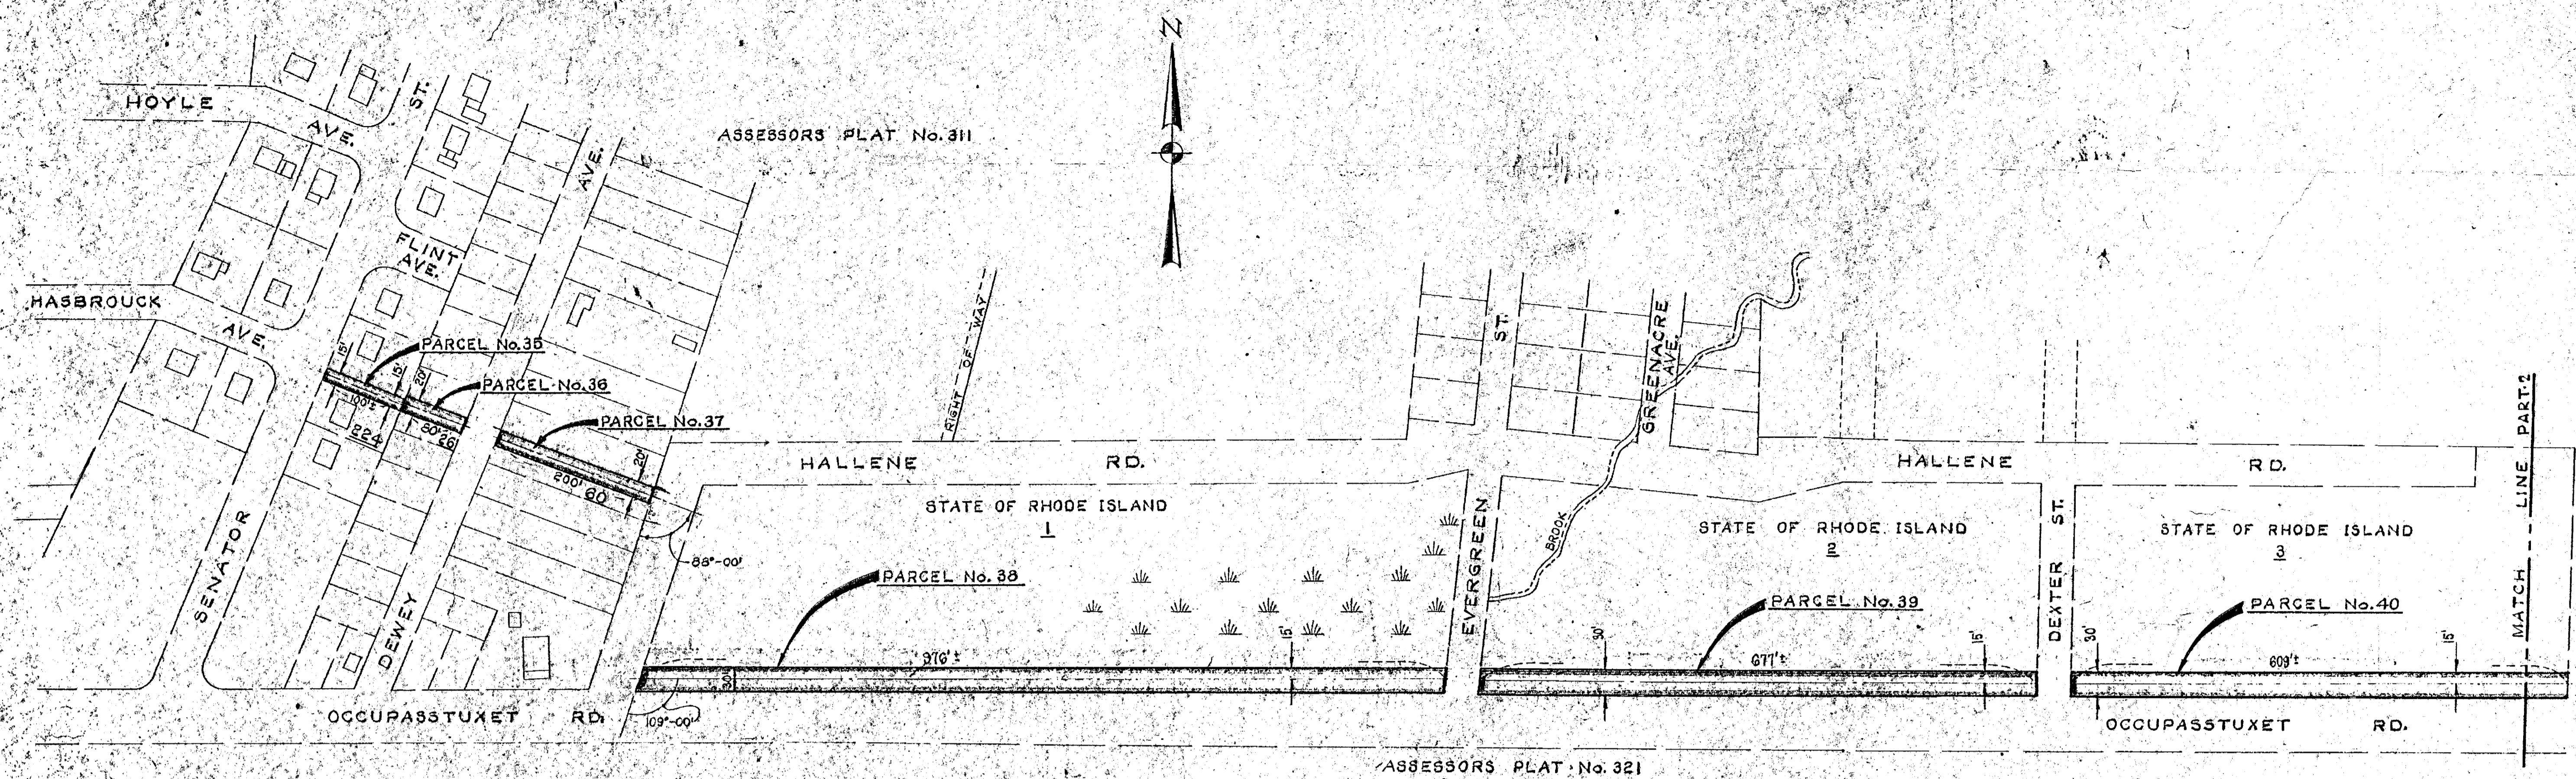 N
HOYLE
AVE.
ST.
AVE.
ASSESSORS PLAT No. 311
FLINT
AVE.
HASBROUCK
AVE.
RIGHT OF WAY
ST.
GREENACRE
AVE.
PARCEL No. 35
15'
15'
20'
PARCEL No. 36
100'±
224
80'
26
PARCEL No. 37
20'
200'
60
HALLENE RD.
HALLENE RD.
MATCH LINE PART-2
STATE OF RHODE ISLAND
1
STATE OF RHODE ISLAND
2
STATE OF RHODE ISLAND
3
SENATOR
DEWEY
EVERGREEN
BROOK
DEXTER ST.
88°-00'
PARCEL No. 38
PARCEL No. 39
PARCEL No. 40
976'±
15'
30'
30'
677'±
15'
30'
609'±
15'
OCCUPASSTUXET RD.
109°-00'
OCCUPASSTUXET RD.
ASSESSORS PLAT No. 321